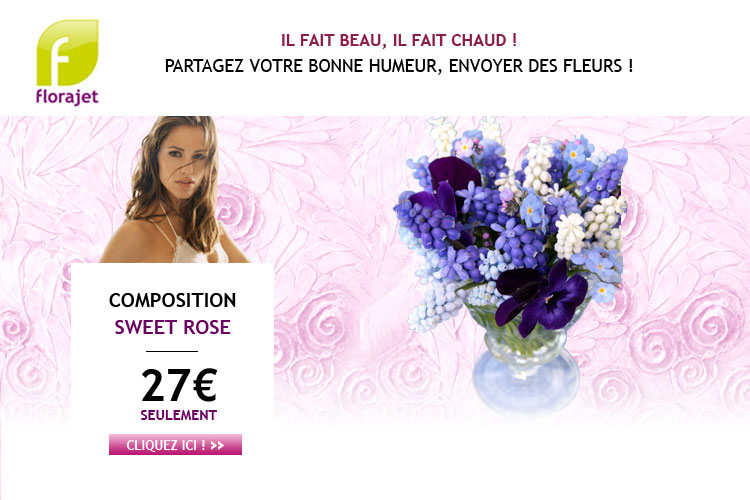 IL FAIT BEAU, IL FAIT CHAUD !
PARTAGEZ VOTRE BONNE HUMEUR, ENVOYER DES FLEURS !
f
florajet
COMPOSITION
SWEET ROSE
27€
SEULEMENT
CLIQUEZ ICI ! >>